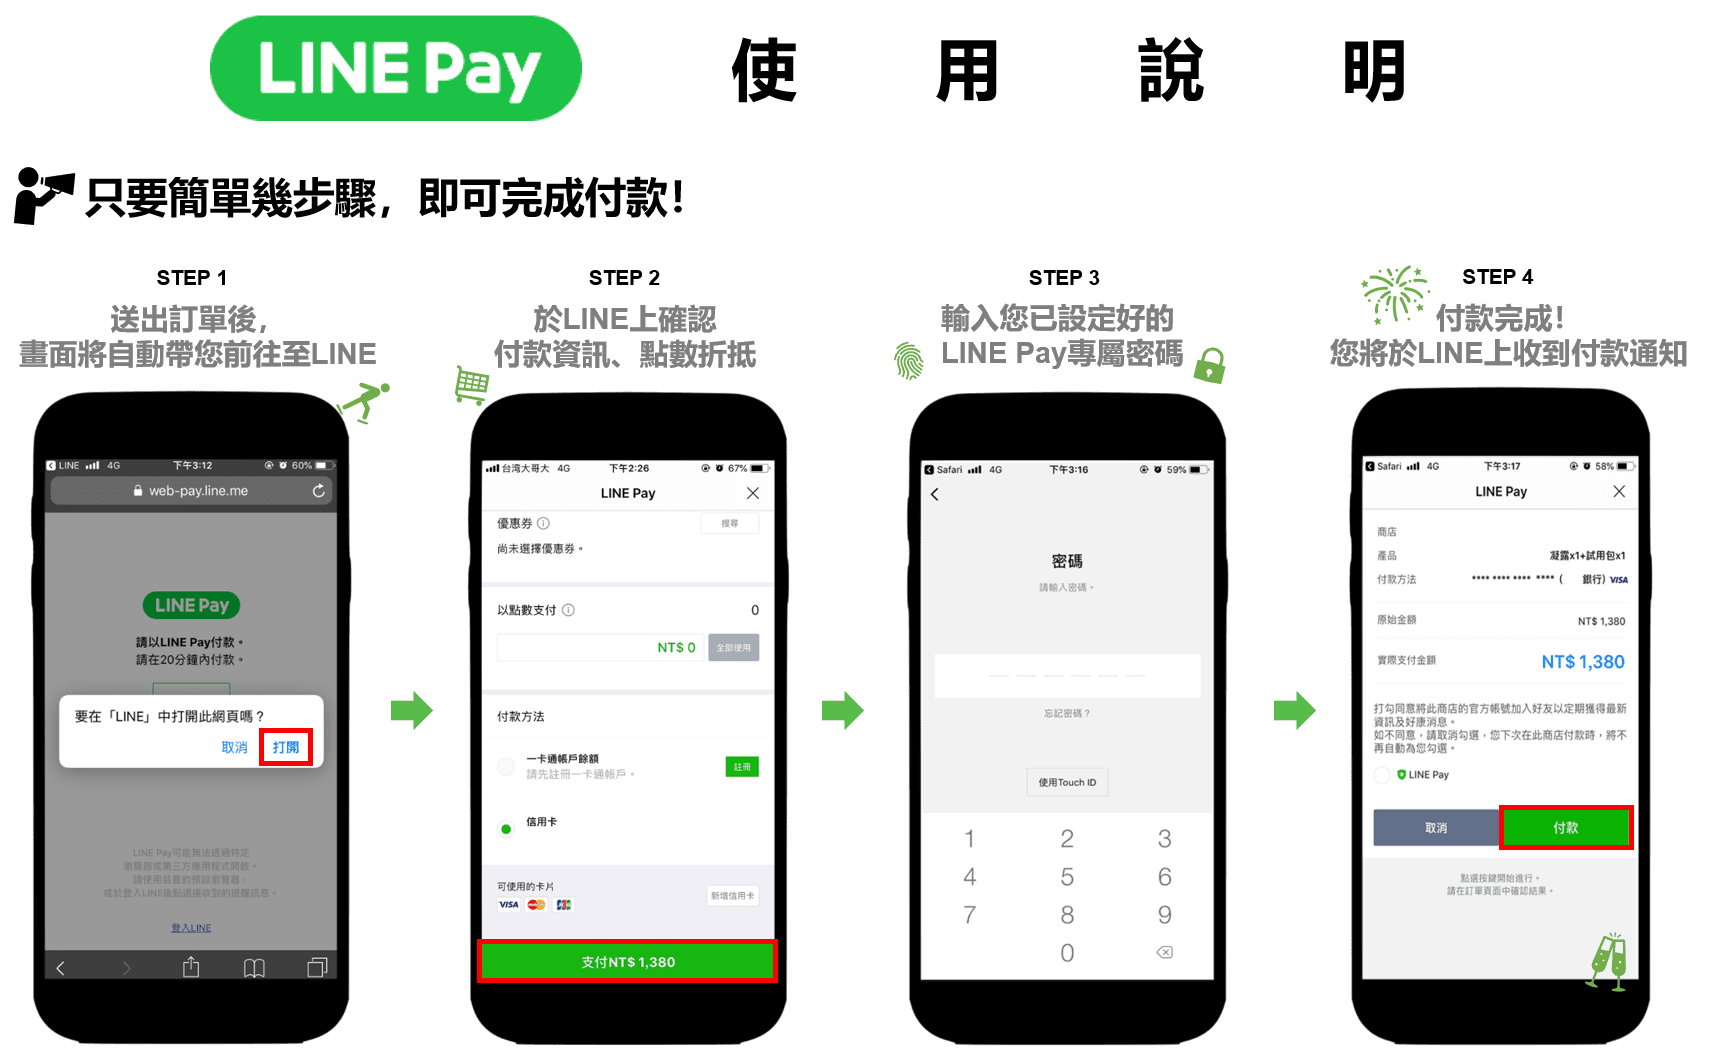 LINE Pay 使用說明
只要簡單幾步驟，即可完成付款！
STEP 1
送出訂單後，
畫面將自動帶您前往至LINE
LINE 4G 下午3:12 60%
web-pay.line.me
LINE Pay
請以LINE Pay付款。
請在20分鐘內付款。
要在「LINE」中打開此網頁嗎？
取消 打開
LINE Pay可能無法透過特定
瀏覽器或第三方應用程式開啟。
請使用裝置的預設瀏覽器，
或於登入LINE後點選接收到的提醒訊息。
登入LINE
STEP 2
於LINE上確認
付款資訊、點數折抵
台湾大哥大 4G 下午2:26 67%
LINE Pay
優惠券 搜尋
尚未選擇優惠券。
以點數支付 0
NT$ 0 全部使用
付款方法
一卡通帳戶餘額
請先註冊一卡通帳戶。
註冊
信用卡
可使用的卡片
VISA MasterCard JCB 新增信用卡
支付NT$ 1,380
STEP 3
輸入您已設定好的
LINE Pay專屬密碼
Safari 4G 下午3:16 59%
密碼
請輸入密碼。
忘記密碼？
使用Touch ID
1 2 3
4 5 6
7 8 9
0
STEP 4
付款完成！
您將於LINE上收到付款通知
Safari 4G 下午3:17 58%
LINE Pay
商店
產品 凝露x1+試用包x1
付款方法 **** **** **** **** ( 銀行) VISA
原始金額 NT$ 1,380
實際支付金額 NT$ 1,380
打勾同意將此商店的官方帳號加入好友以定期獲得最新
資訊及好康消息。
如不同意，請取消勾選，您下次在此商店付款時，將不
再自動為您勾選。
LINE Pay
取消 付款
點選按鍵開始進行。
請在訂單頁面中確認結果。